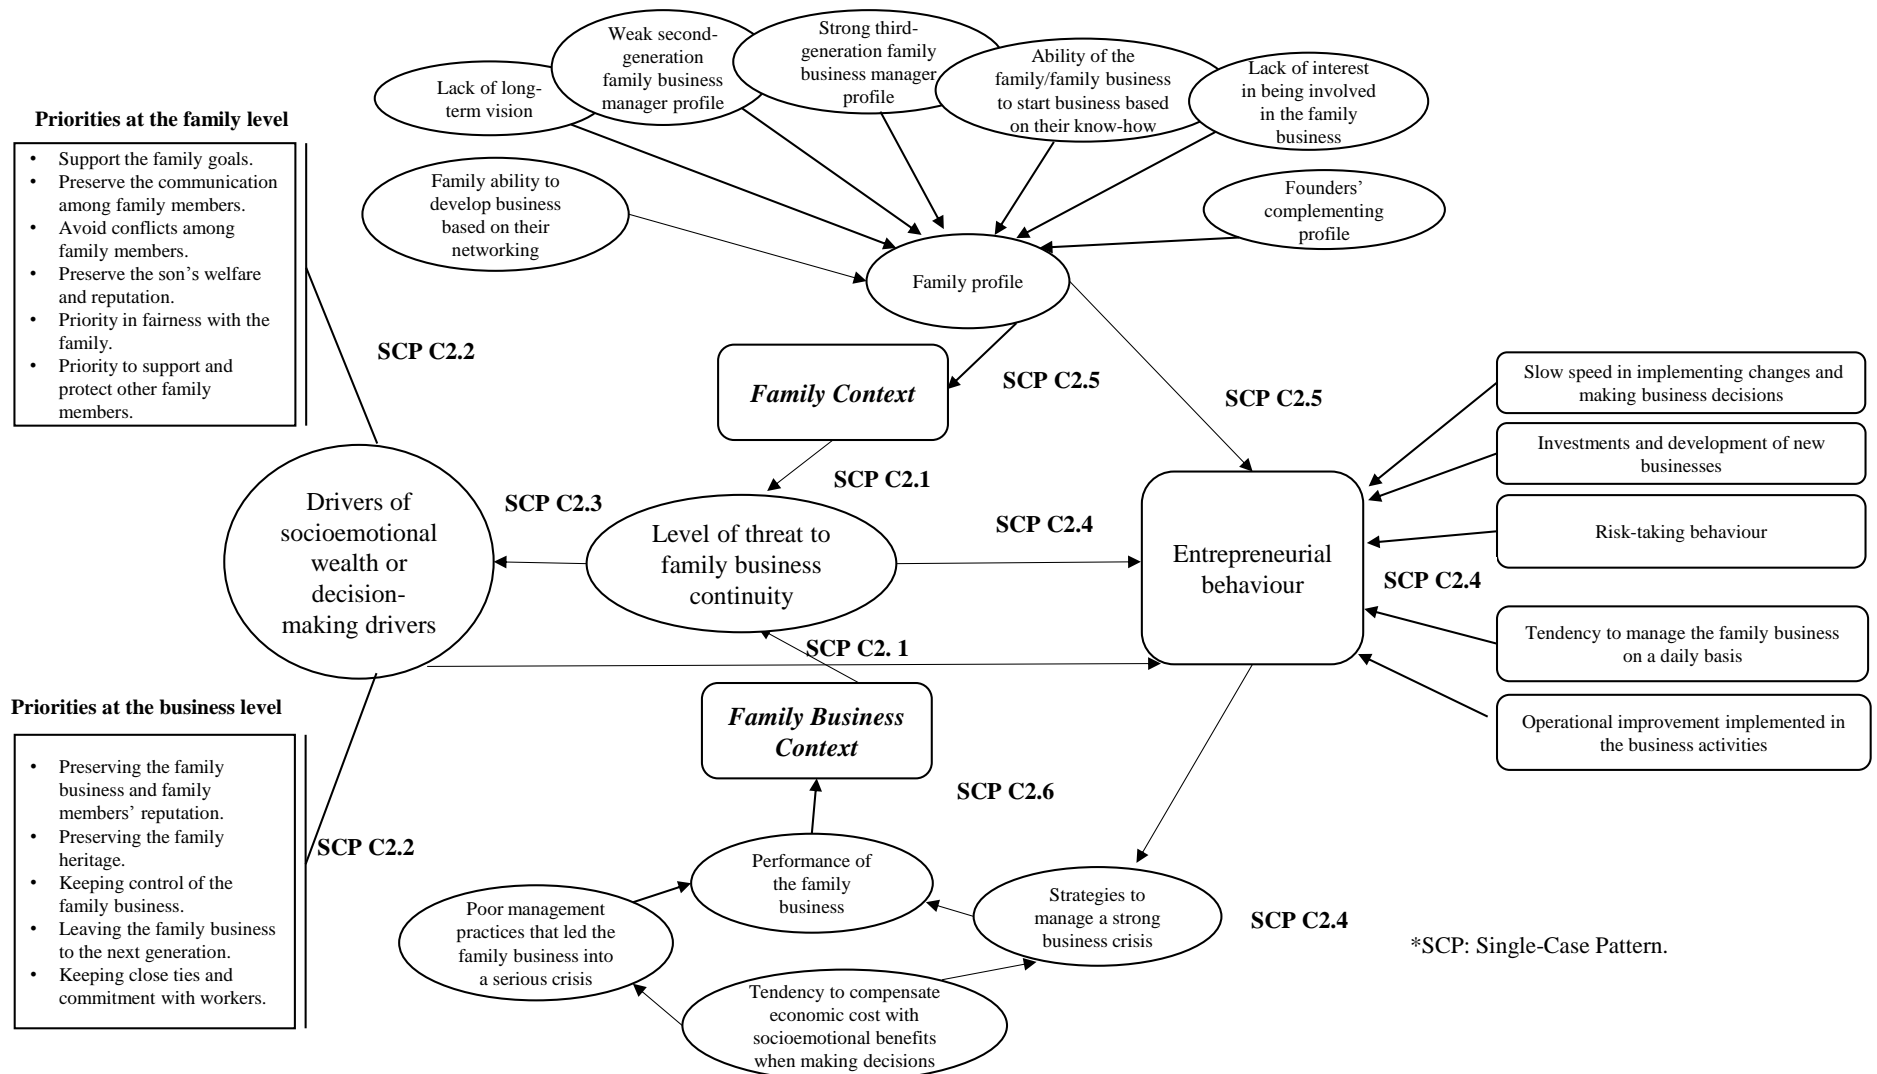 Weak second-
generation
family business
manager profile
Strong third-
generation family
business manager
profile
Ability of the
family/family business
to start business based
on their know-how
Lack of interest
in being involved
in the family
business
Lack of long-
term vision
Priorities at the family level
• Support the family goals.
• Preserve the communication
among family members.
• Avoid conflicts among
family members.
• Preserve the son’s welfare
and reputation.
• Priority in fairness with the
family.
• Priority to support and
protect other family
members.
Family ability to
develop business
based on their
networking
Founders’
complementing
profile
Family profile
SCP C2.2
Family Context
SCP C2.5
SCP C2.5
Slow speed in implementing changes and
making business decisions
Investments and development of new
businesses
Risk-taking behaviour
SCP C2.4
Tendency to manage the family business
on a daily basis
Operational improvement implemented in
the business activities
SCP C2.1
Drivers of
socioemotional
wealth or
decision-
making drivers
SCP C2.3
Level of threat to
family business
continuity
SCP C2.4
Entrepreneurial
behaviour
SCP C2. 1
Priorities at the business level
• Preserving the family
business and family
members’ reputation.
• Preserving the family
heritage.
• Keeping control of the
family business.
• Leaving the family business
to the next generation.
• Keeping close ties and
commitment with workers.
Family Business
Context
SCP C2.6
SCP C2.2
Performance of
the family
business
Poor management
practices that led the
family business into
a serious crisis
Strategies to
manage a strong
business crisis
SCP C2.4
*SCP: Single-Case Pattern.
Tendency to compensate
economic cost with
socioemotional benefits
when making decisions